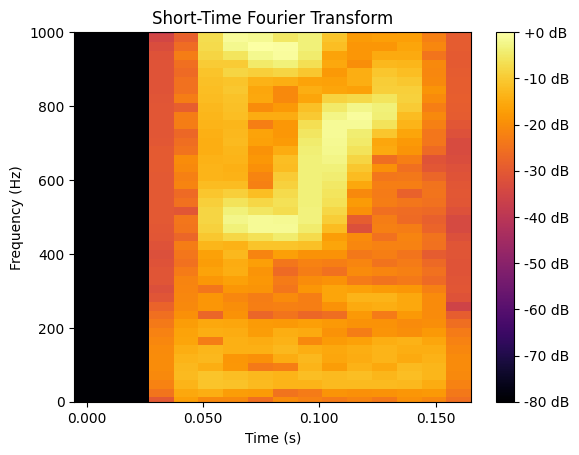 Short-Time Fourier Transform
1000
800
600
400
200
0
Frequency (Hz)
0.000
0.050
0.100
0.150
Time (s)
+0 dB
-10 dB
-20 dB
-30 dB
-40 dB
-50 dB
-60 dB
-70 dB
-80 dB